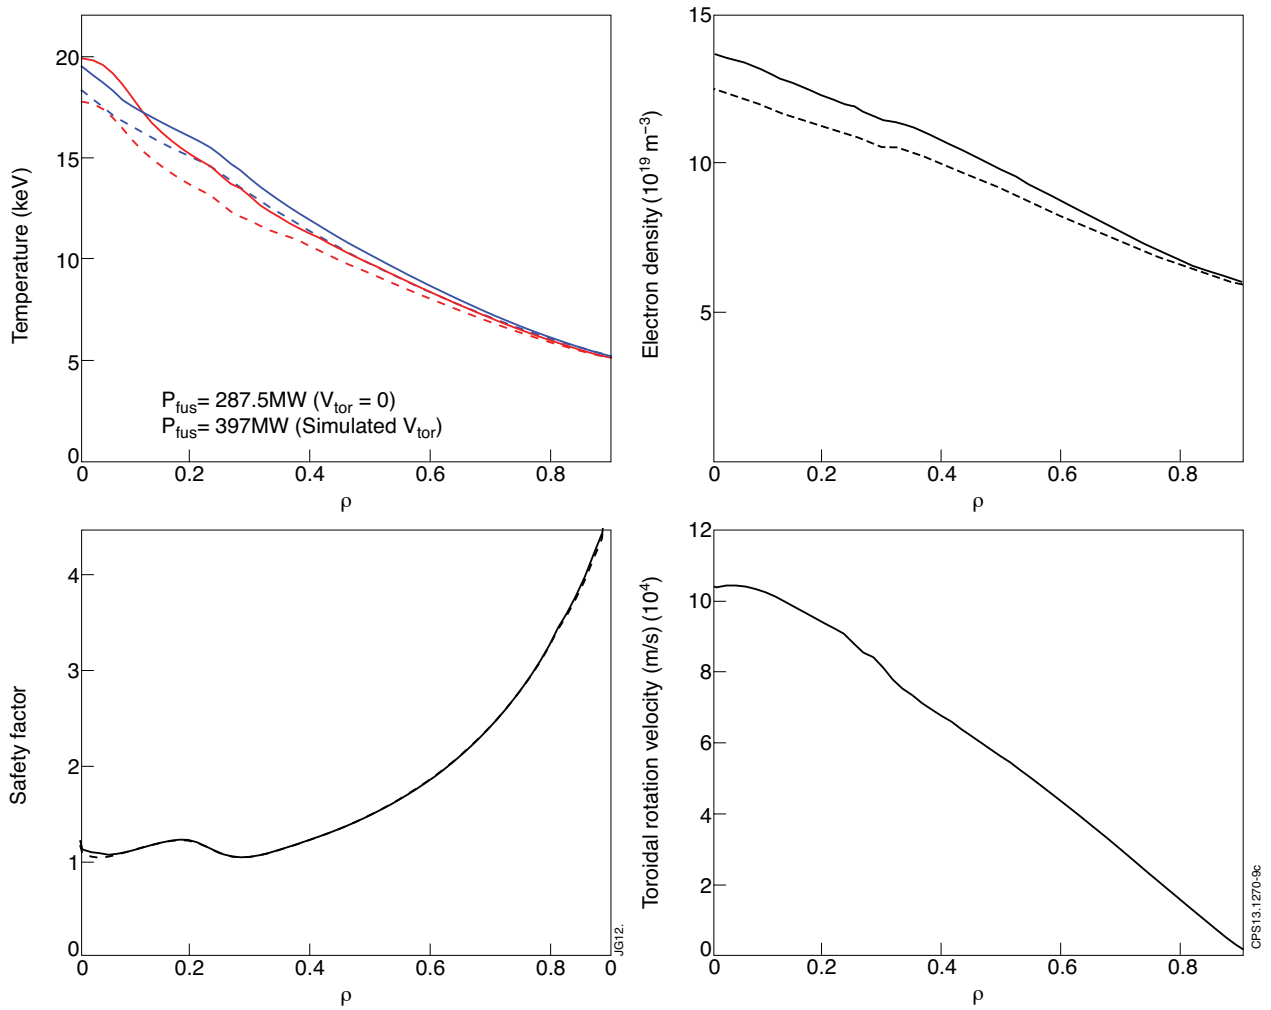 Temperature (keV)
20
15
10
5
0
P_fus= 287.5MW (V_tor = 0)
P_fus= 397MW (Simulated V_tor)
0 0.2 0.4 0.6 0.8
ρ
Electron density (10^19 m^−3)
15
10
5
0 0.2 0.4 0.6 0.8
ρ
Safety factor
4
3
2
1
0
0 0.2 0.4 0.6 0.8 0
ρ
JG12.
Toroidal rotation velocity (m/s) (10^4)
12
10
8
6
4
2
0
0 0.2 0.4 0.6 0.8
ρ
CPS13.1270-9c